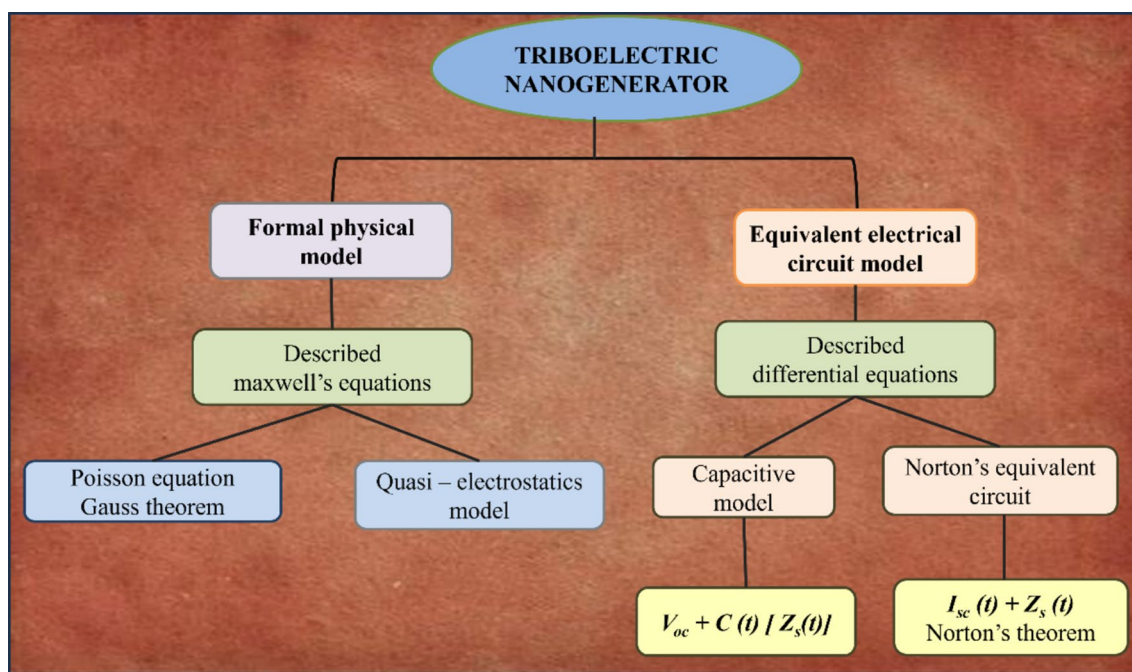 TRIBOELECTRIC
NANOGENERATOR
Formal physical
model
Equivalent electrical
circuit model
Described
maxwell's equations
Described
differential equations
Poisson equation
Gauss theorem
Quasi – electrostatics
model
Capacitive
model
Norton's equivalent
circuit
V_oc + C (t) [ Z_s(t)]
I_sc (t) + Z_s (t)
Norton's theorem